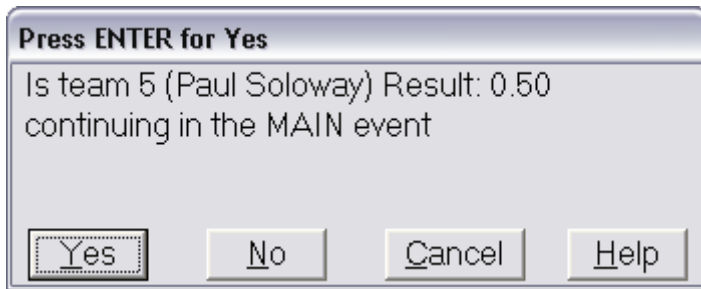 Press ENTER for Yes
Is team 5 (Paul Soloway) Result: 0.50
continuing in the MAIN event
Yes No Cancel Help